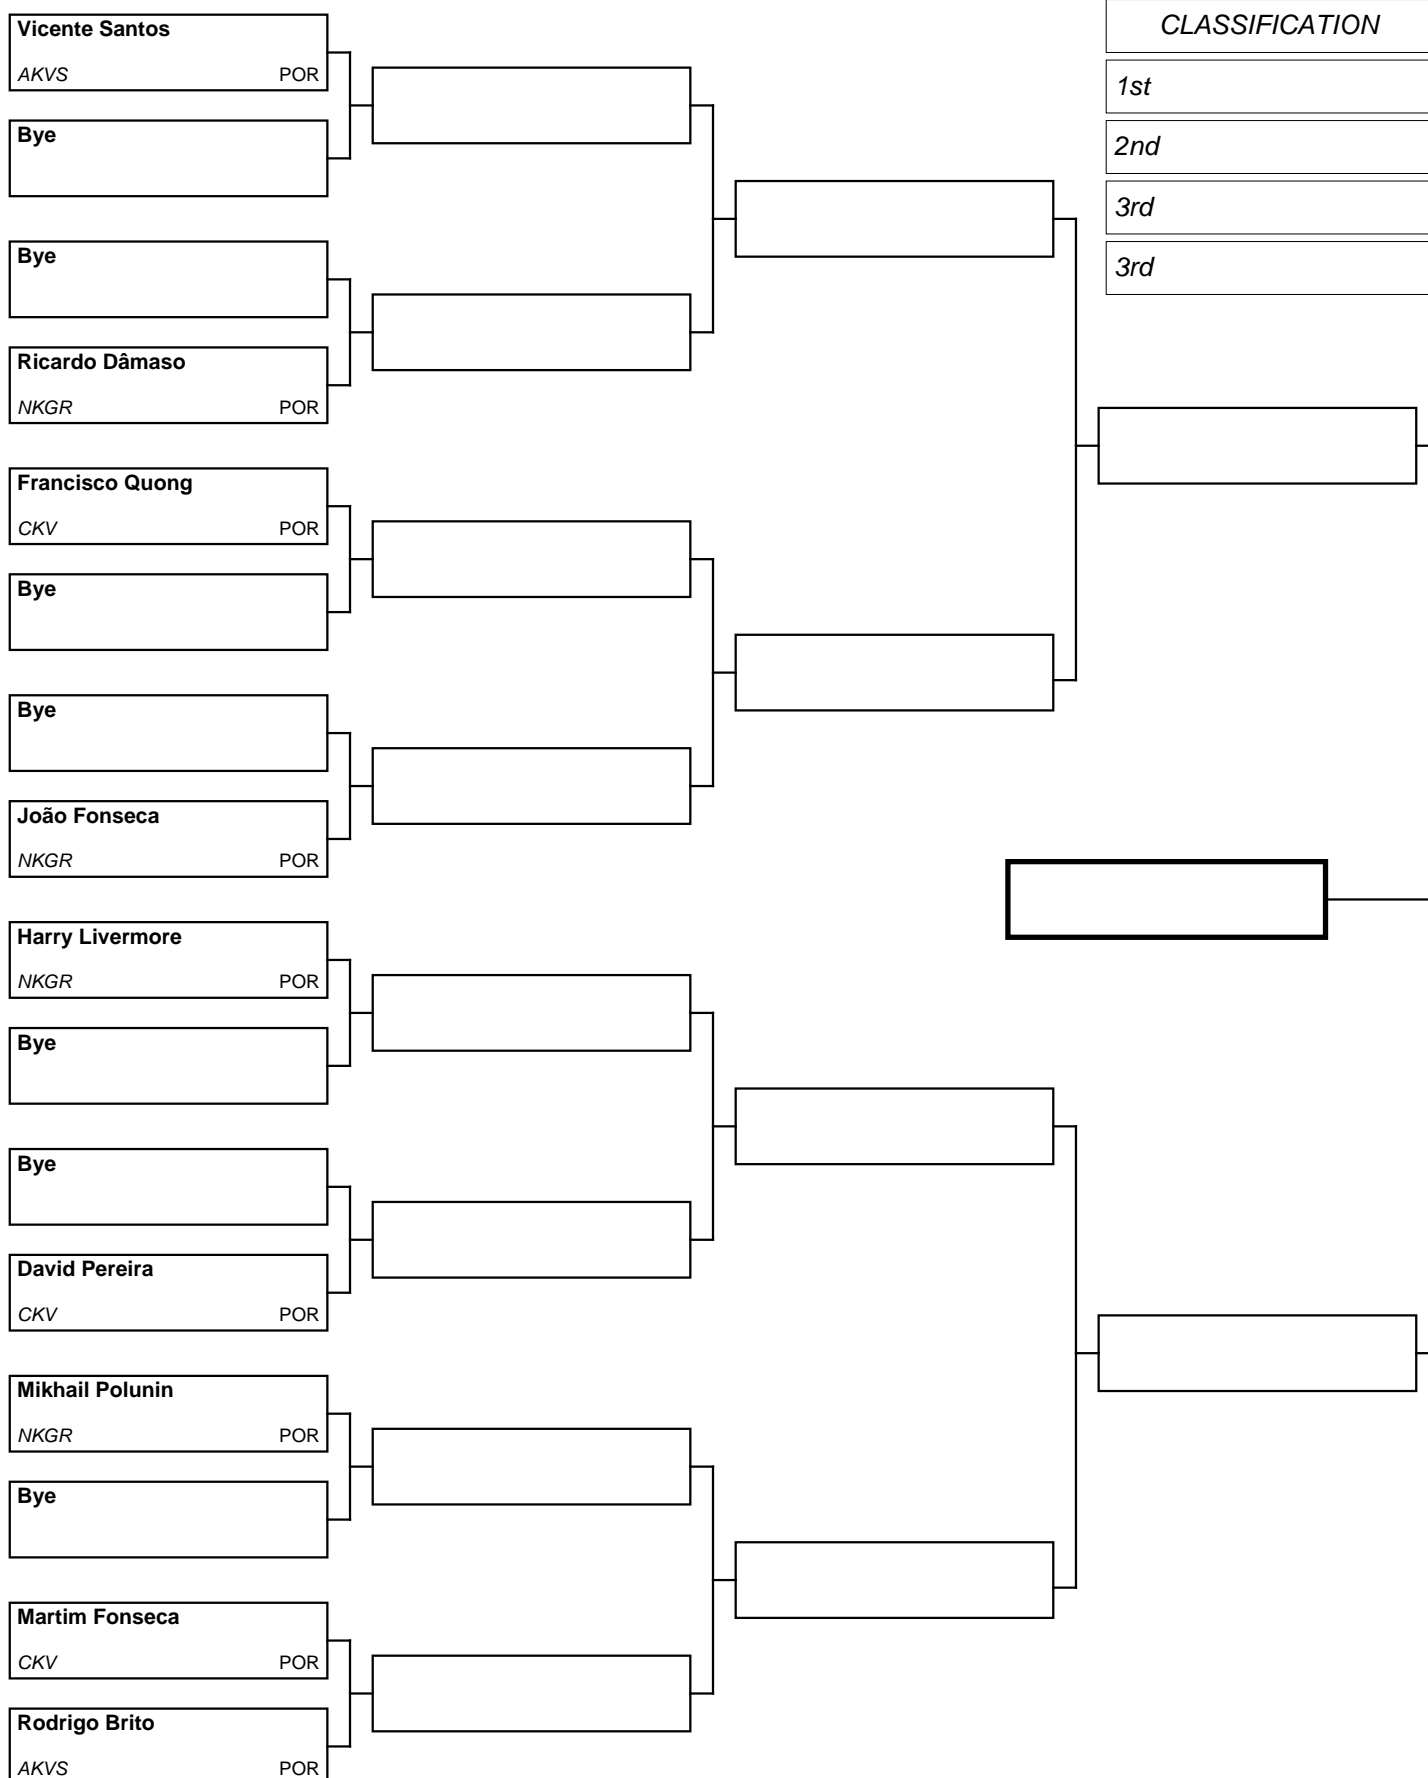 Vicente Santos
AKVS POR
Bye
Bye
Ricardo Dâmaso
NKGR POR
Francisco Quong
CKV POR
Bye
Bye
João Fonseca
NKGR POR
Harry Livermore
NKGR POR
Bye
Bye
David Pereira
CKV POR
Mikhail Polunin
NKGR POR
Bye
Martim Fonseca
CKV POR
Rodrigo Brito
AKVS POR
CLASSIFICATION
1st
2nd
3rd
3rd